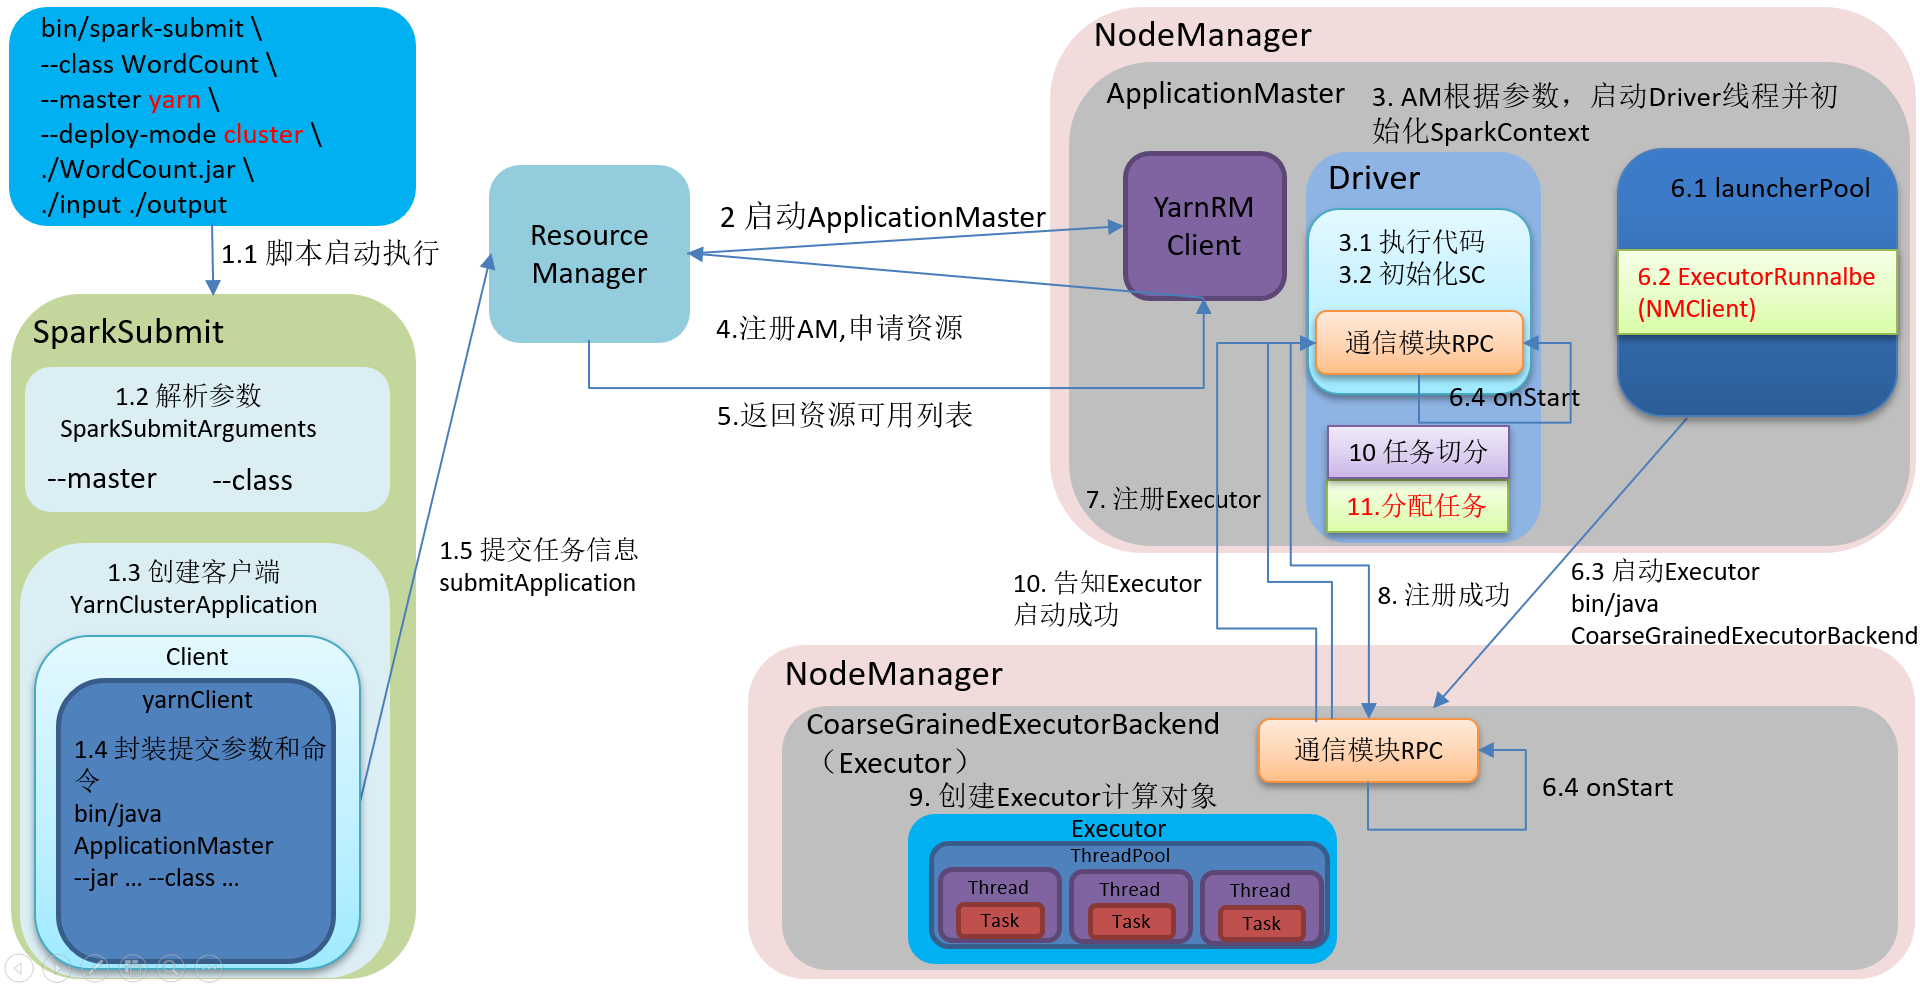 bin/spark-submit \
--class WordCount \
--master yarn \
--deploy-mode cluster \
./WordCount.jar \
./input ./output
1.1 脚本启动执行
SparkSubmit
1.2 解析参数
SparkSubmitArguments
--master --class
1.3 创建客户端
YarnClusterApplication
Client
yarnClient
1.4 封装提交参数和命
令
bin/java
ApplicationMaster
--jar ... --class ...
1.5 提交任务信息
submitApplication
Resource
Manager
2 启动ApplicationMaster
4.注册AM,申请资源
5.返回资源可用列表
NodeManager
ApplicationMaster
3. AM根据参数，启动Driver线程并初
始化SparkContext
YarnRM
Client
Driver
3.1 执行代码
3.2 初始化SC
通信模块RPC
6.4 onStart
10 任务切分
11.分配任务
6.1 launcherPool
6.2 ExecutorRunnalbe
(NMClient)
7. 注册Executor
10. 告知Executor
启动成功
8. 注册成功
6.3 启动Executor
bin/java
CoarseGrainedExecutorBackend
NodeManager
CoarseGrainedExecutorBackend
（Executor）
通信模块RPC
6.4 onStart
9. 创建Executor计算对象
Executor
ThreadPool
Thread
Task
Thread
Task
Thread
Task